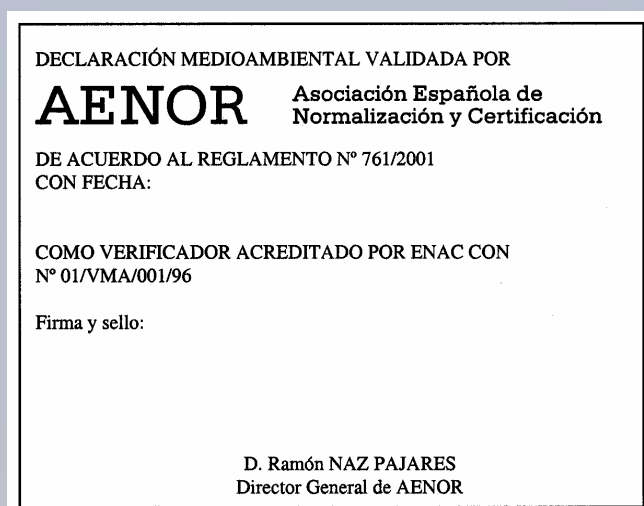 DECLARACIÓN MEDIOAMBIENTAL VALIDADA POR
AENOR
Asociación Española de
Normalización y Certificación
DE ACUERDO AL REGLAMENTO Nº 761/2001
CON FECHA:
COMO VERIFICADOR ACREDITADO POR ENAC CON
Nº 01/VMA/001/96
Firma y sello:
D. Ramón NAZ PAJARES
Director General de AENOR